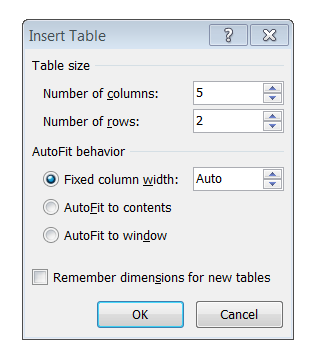 Insert Table ?
Table size
Number of columns: 5
Number of rows: 2
AutoFit behavior
Fixed column width: Auto
AutoFit to contents
AutoFit to window
Remember dimensions for new tables
OK Cancel